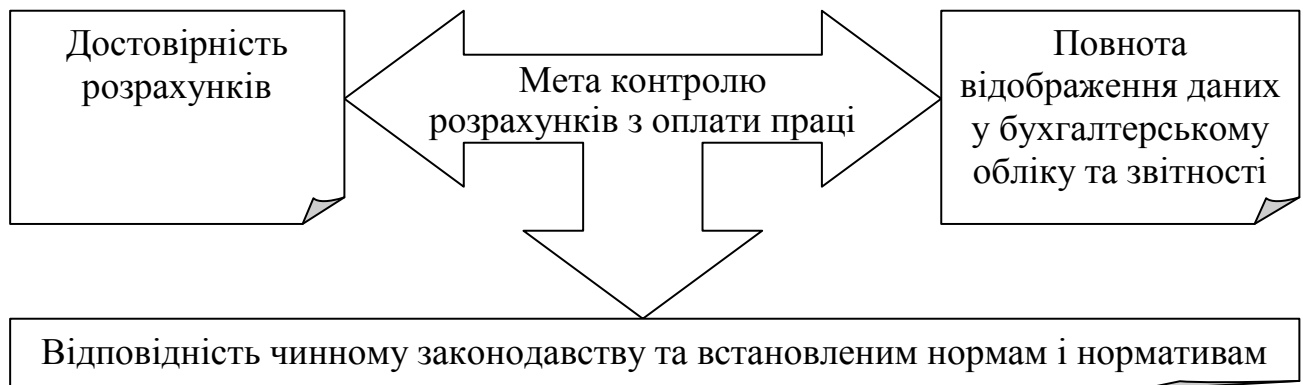 Достовірність
розрахунків
Мета контролю
розрахунків з оплати праці
Повнота
відображення даних
у бухгалтерському
обліку та звітності
Відповідність чинному законодавству та встановленим нормам і нормативам